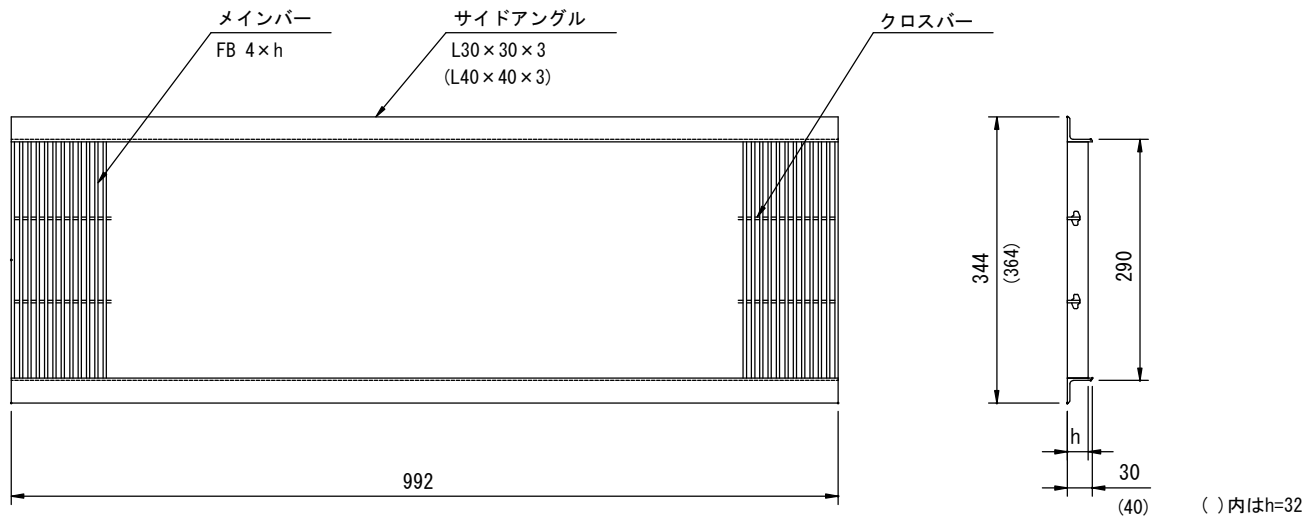 メインバー
FB 4×h
サイドアングル
L30×30×3
(L40×40×3)
クロスバー
344
(364)
290
h
30
(40)
992
( )内はh=32